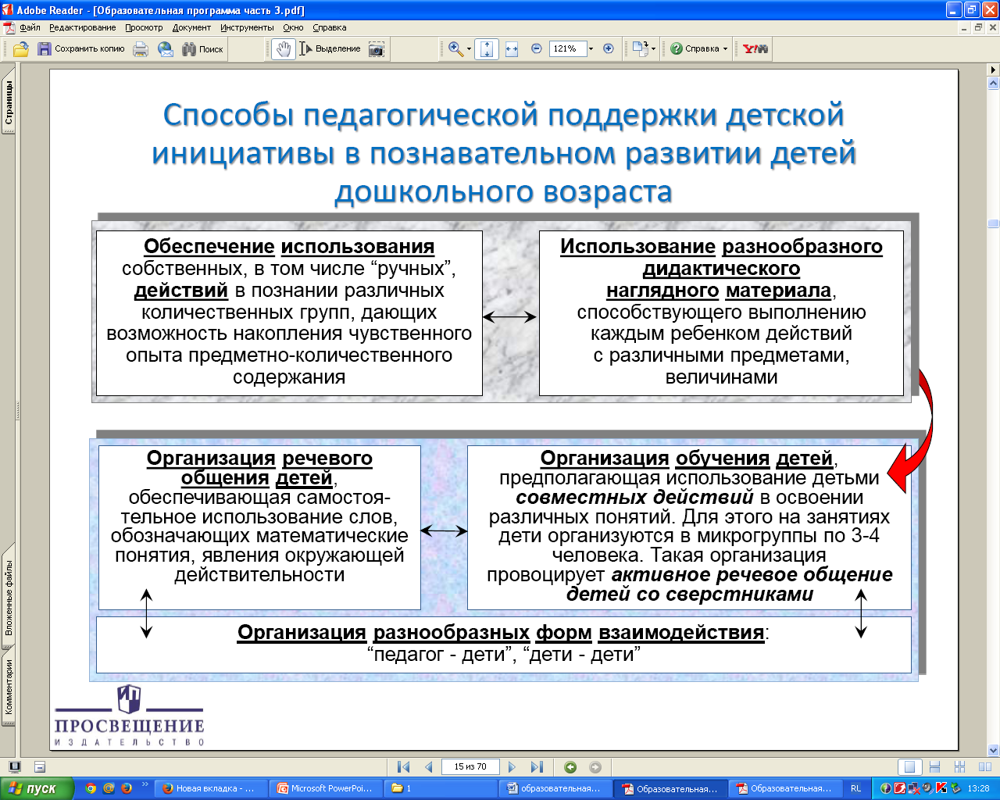 Adobe Reader - [Образовательная программа часть 3.pdf]
Файл Редактирование Просмотр Документ Инструменты Окно Справка
Сохранить копию Поиск Выделение 121% Справка Y!
Страницы
Способы педагогической поддержки детской
инициативы в познавательном развитии детей
дошкольного возраста
Обеспечение использования
собственных, в том числе “ручных”,
действий в познании различных
количественных групп, дающих
возможность накопления чувственного
опыта предметно-количественного
содержания
Использование разнообразного
дидактического
наглядного материала,
способствующего выполнению
каждым ребенком действий
с различными предметами,
величинами
Организация речевого
общения детей,
обеспечивающая самостоя-
тельное использование слов,
обозначающих математические
понятия, явления окружающей
действительности
Организация обучения детей,
предполагающая использование детьми
совместных действий в освоении
различных понятий. Для этого на занятиях
дети организуются в микрогруппы по 3-4
человека. Такая организация
провоцирует активное речевое общение
детей со сверстниками
Организация разнообразных форм взаимодействия:
“педагог - дети”, “дети - дети”
Вложенные файлы
Комментарии
ИП
ПРОСВЕЩЕНИЕ
ИЗДАТЕЛЬСТВО
15 из 70
пуск Новая вкладка - ... Microsoft PowerPoi... 1 образовательная... Образовательная... Образовательная... RL 13:28